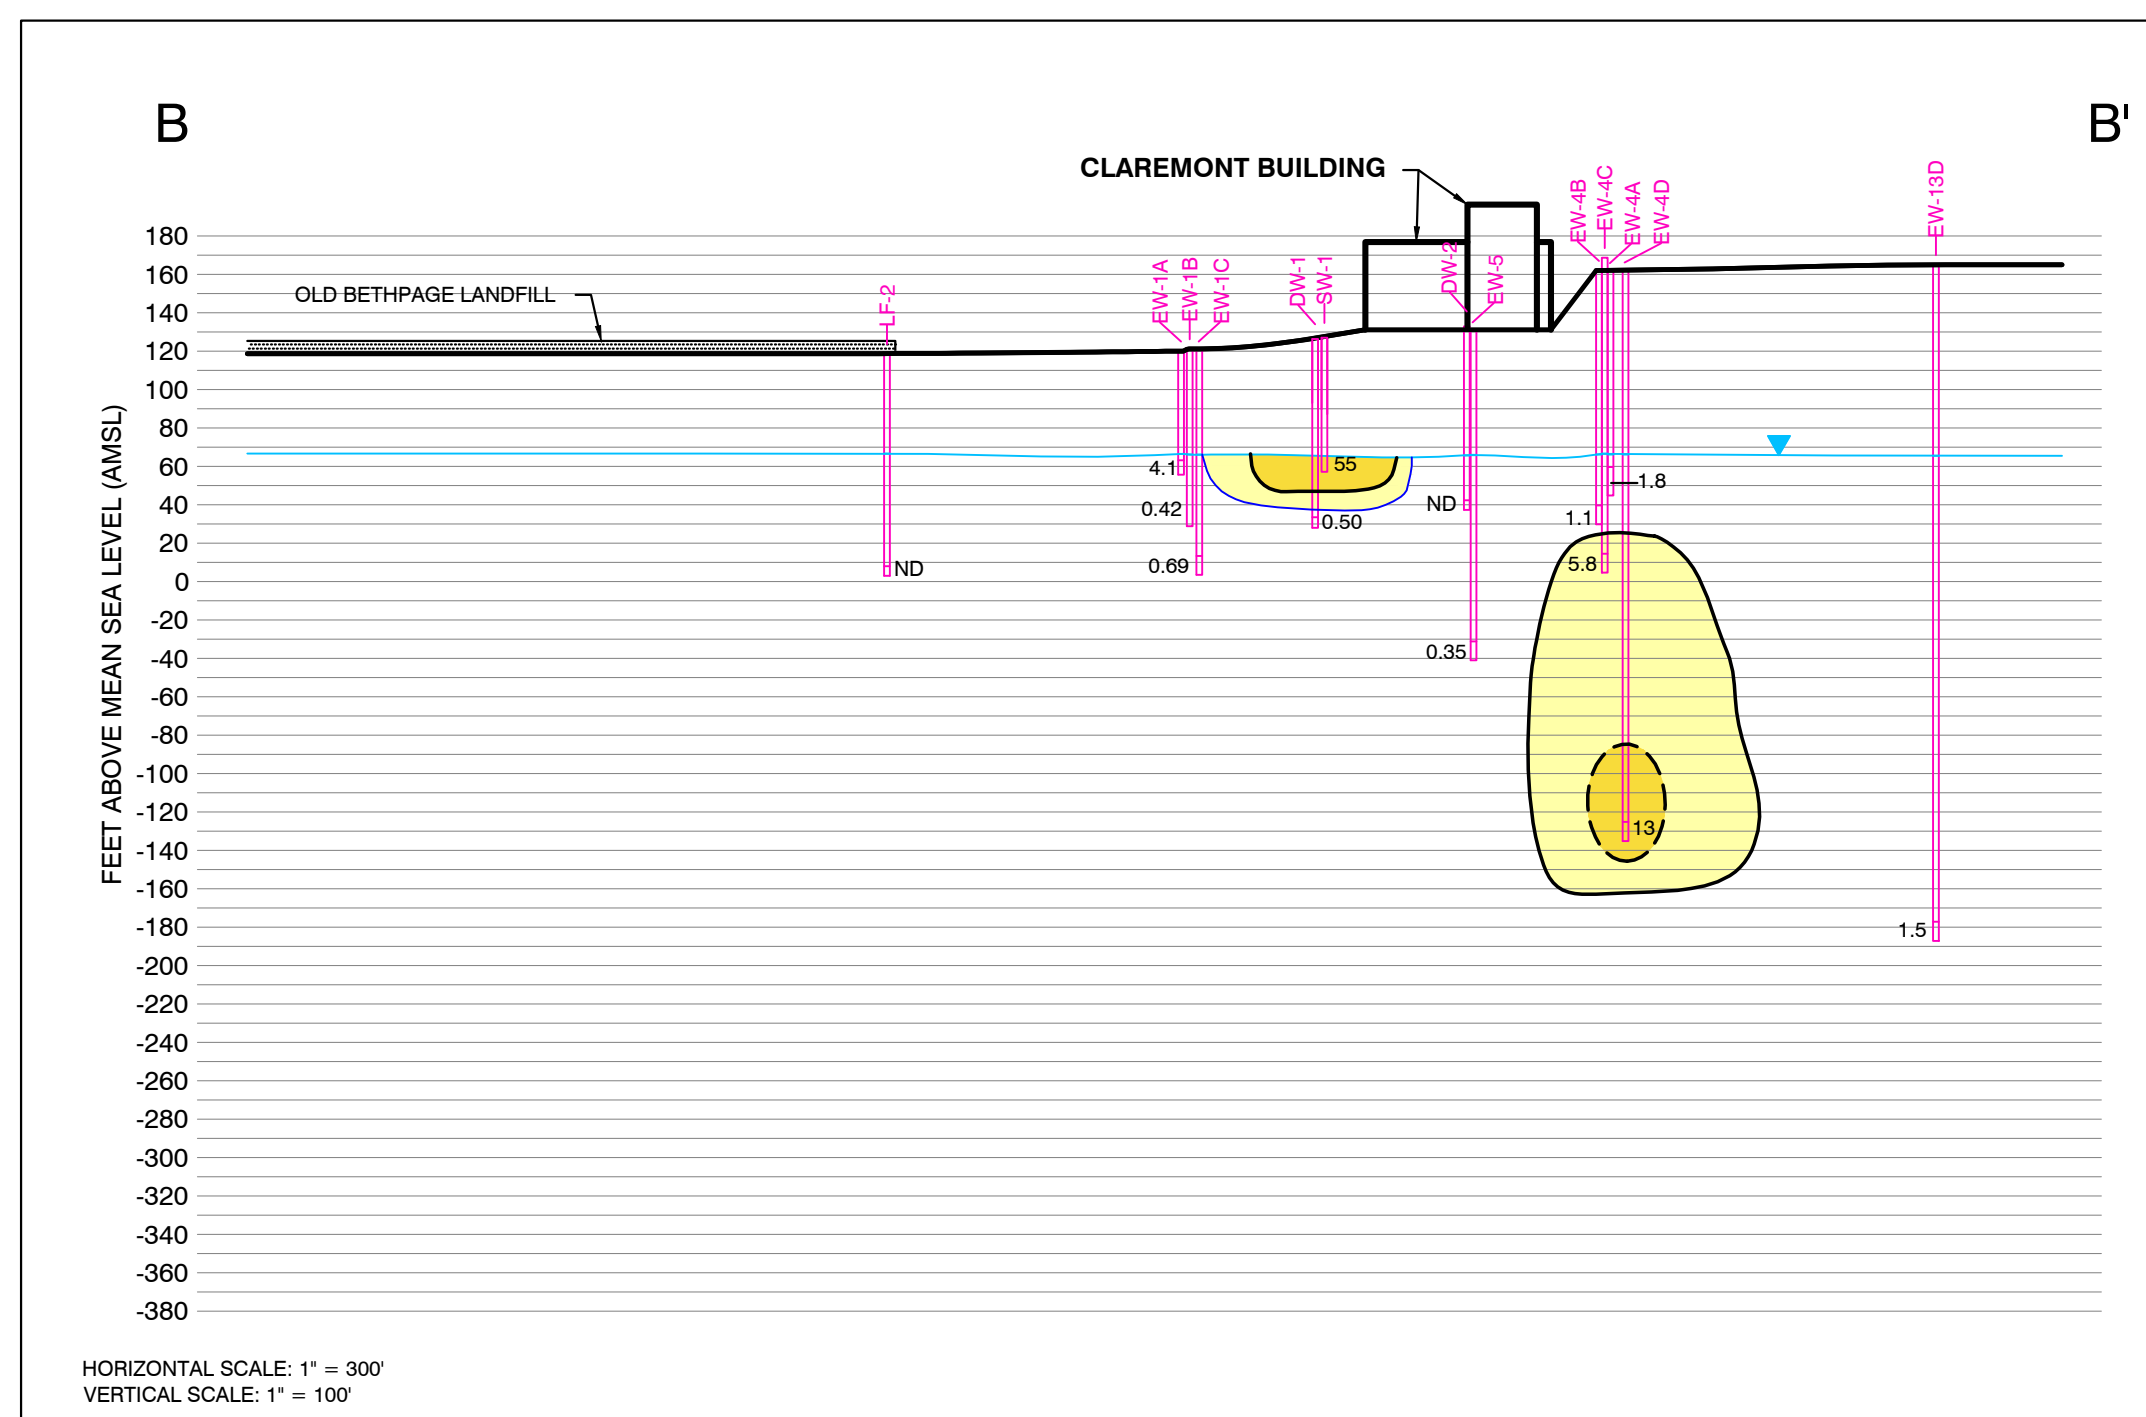 B
B'
CLAREMONT BUILDING
OLD BETHPAGE LANDFILL
LF-2
EW-1A
EW-1B
EW-1C
DW-1
SW-1
DW-2
EW-5
EW-4B
EW-4C
EW-4A
EW-4D
EW-13D
FEET ABOVE MEAN SEA LEVEL (AMSL)
180
160
140
120
100
80
60
40
20
0
-20
-40
-60
-80
-100
-120
-140
-160
-180
-200
-220
-240
-260
-280
-300
-320
-340
-360
-380
ND
4.1
0.42
0.69
55
0.50
ND
0.35
1.8
1.1
5.8
13
1.5
HORIZONTAL SCALE: 1" = 300'
VERTICAL SCALE: 1" = 100'